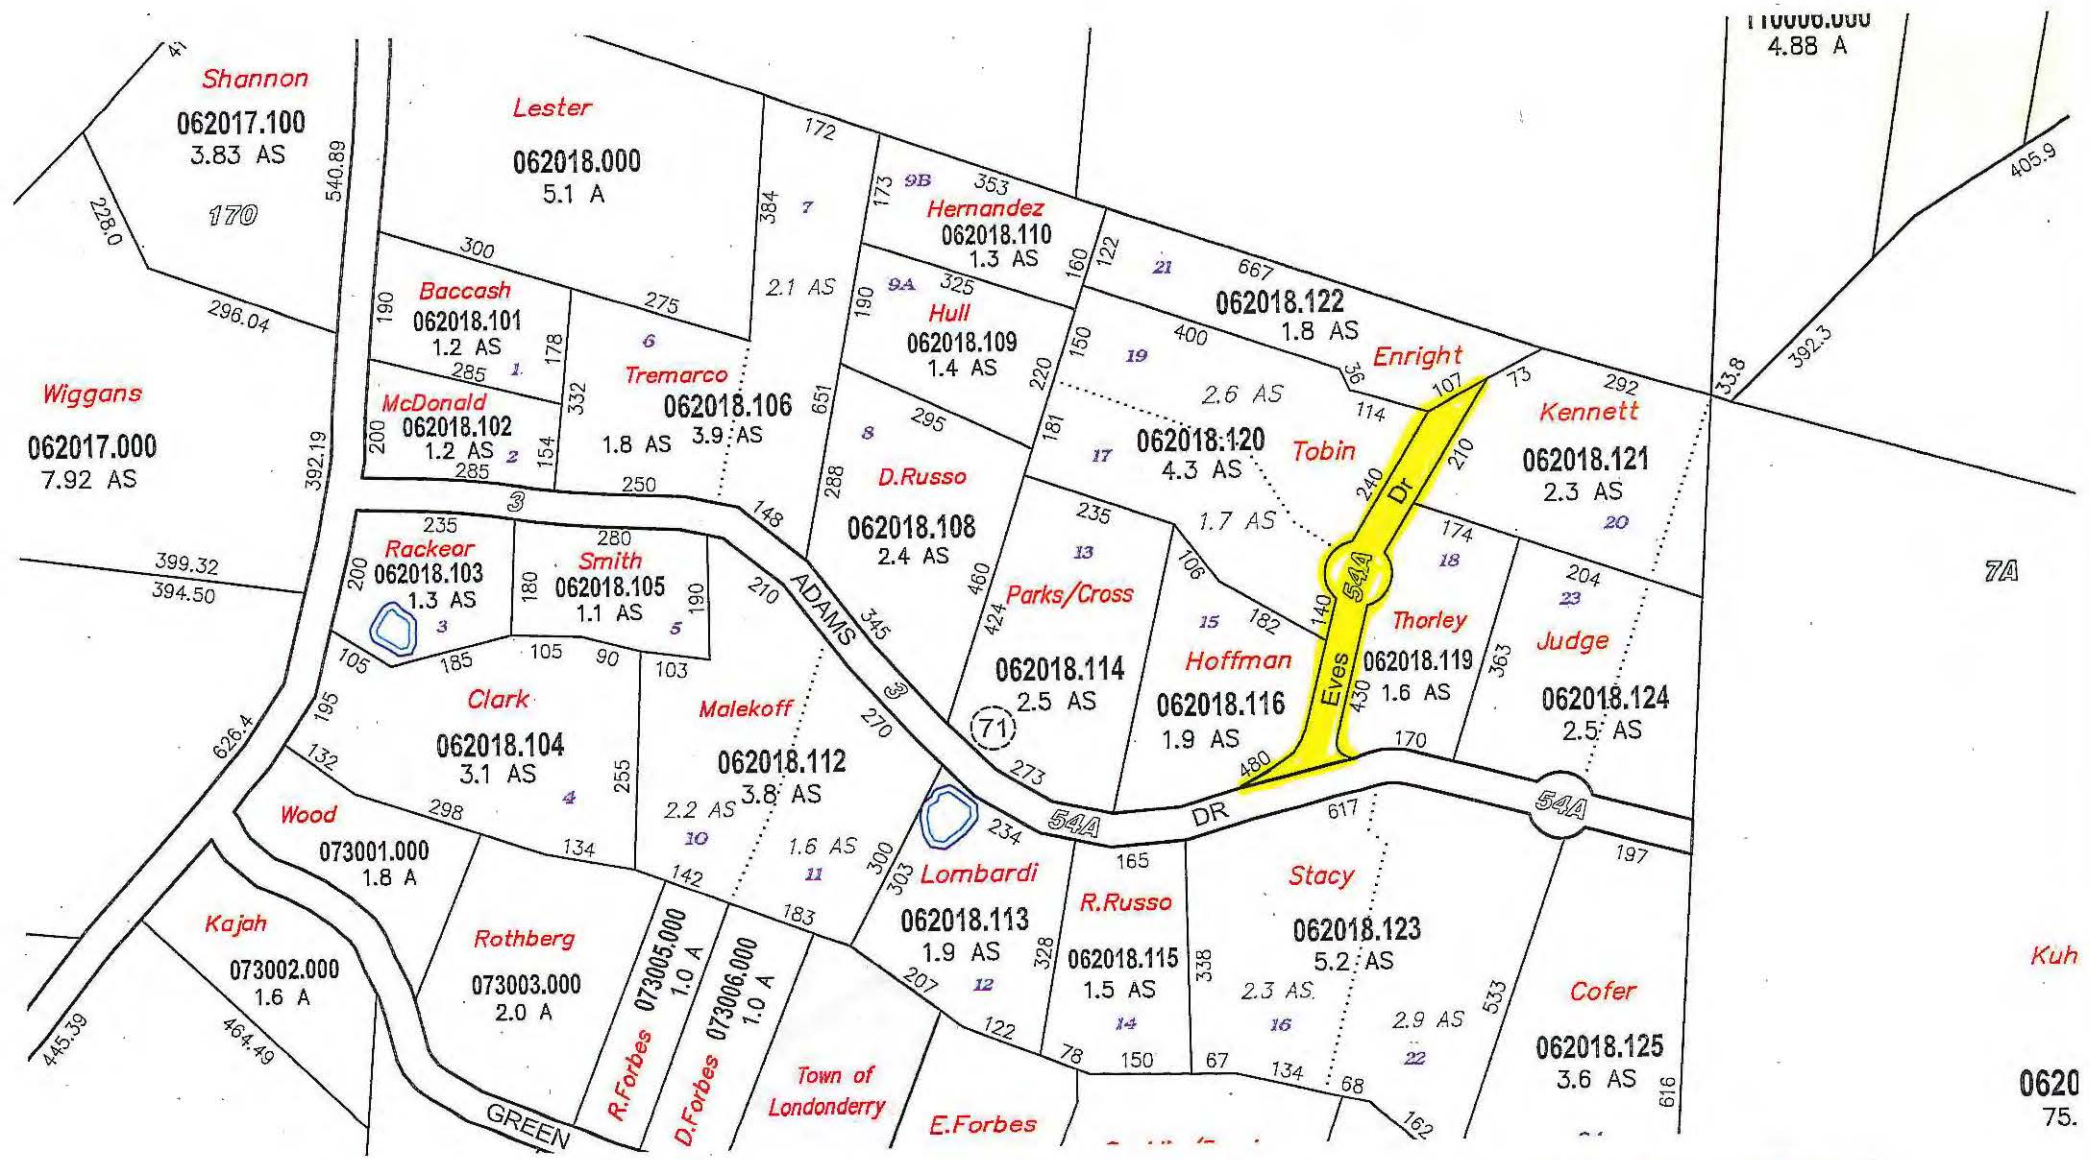 Shannon
062017.100
3.83 AS
170
41
228.0
540.89
296.04
Lester
062018.000
5.1 A
172
384
7
2.1 AS
110006.000
4.88 A
405.9
392.3
33.8
173
9B
353
Hernandez
062018.110
1.3 AS
160
122
21
667
062018.122
1.8 AS
Enright
300
190
Baccash
062018.101
1.2 AS
178
285
1
275
6
Tremarco
062018.106
1.8 AS
3.9 AS
332
651
190
9A
325
Hull
062018.109
1.4 AS
220
150
19
400
36
2.6 AS
114
107
73
292
Kennett
062018.121
2.3 AS
20
Wiggans
062017.000
7.92 AS
392.19
200
McDonald
062018.102
1.2 AS
2
285
154
250
3
148
8
295
D.Russo
062018.108
2.4 AS
288
181
17
062018.120
4.3 AS
Tobin
1.7 AS
240
Dr
210
174
18
54A
204
23
7A
399.32
394.50
200
235
Rackear
062018.103
1.3 AS
3
180
280
Smith
062018.105
1.1 AS
5
190
210
ADAMS
345
3
460
424
235
13
Parks/Cross
062018.114
2.5 AS
71
106
182
15
Hoffman
062018.116
1.9 AS
140
Eves
430
Thorley
062018.119
1.6 AS
363
Judge
062018.124
2.5 AS
105
185
105
90
103
195
Clark
062018.104
3.1 AS
4
255
Malekoff
062018.112
3.8 AS
2.2 AS
10
1.6 AS
11
270
273
480
170
626.4
132
298
134
142
183
300
303
234
54A
DR
617
54A
197
165
Wood
073001.000
1.8 A
Kajah
073002.000
1.6 A
464.49
445.39
Rothberg
073003.000
2.0 A
R.Forbes 073005.000
1.0 A
D.Forbes 073006.000
1.0 A
Lombardi
062018.113
1.9 AS
12
207
122
328
R.Russo
062018.115
1.5 AS
14
338
78
150
67
134
68
162
Stacy
062018.123
5.2 AS
2.3 AS
16
2.9 AS
22
533
Cofer
062018.125
3.6 AS
616
Kuh
0620
75.
GREEN
Town of
Londonderry
E.Forbes